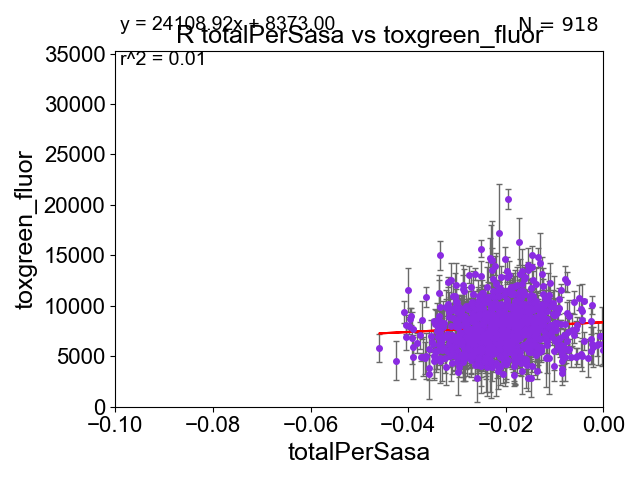 y = 24108.92x + 8373.00
N = 918
R totalPerSasa vs toxgreen_fluor
r^2 = 0.01
35000
30000
25000
20000
15000
10000
5000
0
toxgreen_fluor
−0.10 −0.08 −0.06 −0.04 −0.02 0.00
totalPerSasa